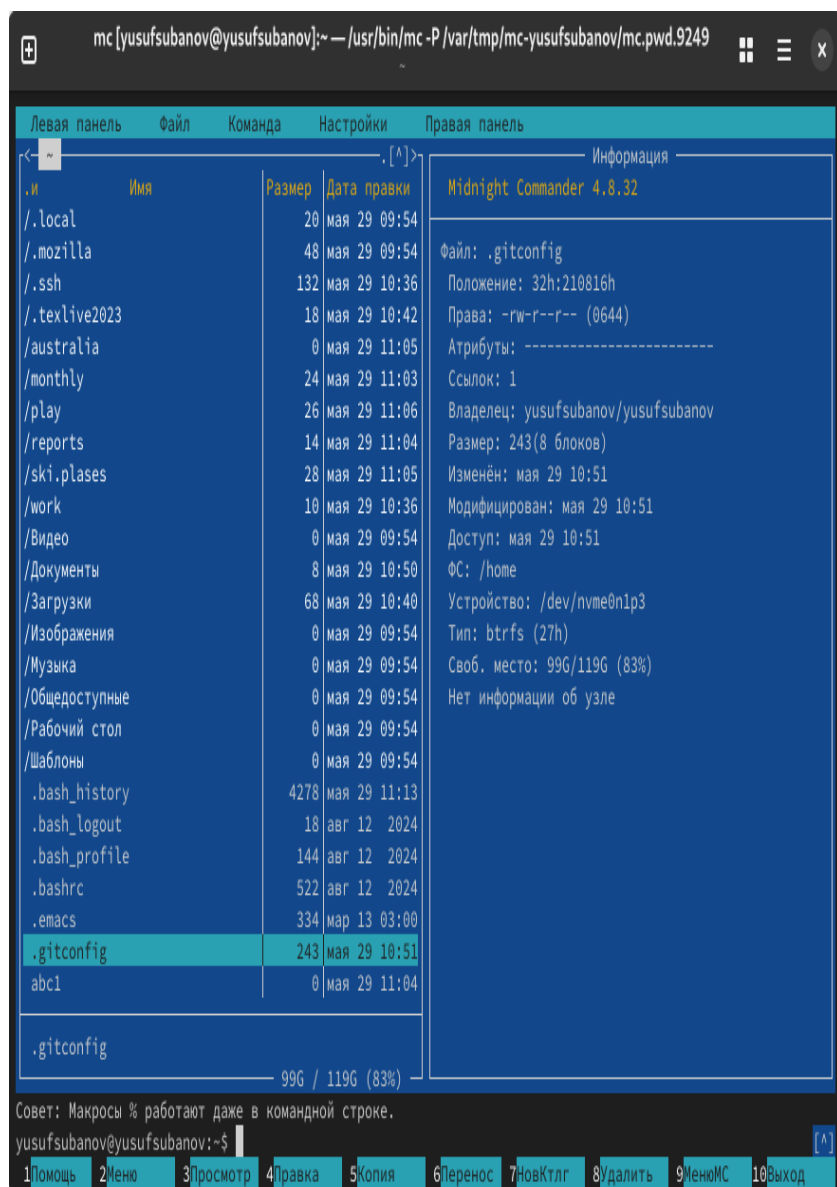 mc [yusufsubanov@yusufsubanov]:~ — /usr/bin/mc -P /var/tmp/mc-yusufsubanov/mc.pwd.9249
~
Левая панель Файл Команда Настройки Правая панель
<- ~ .[^]>
.и Имя Размер Дата правки
/.local 20 мая 29 09:54
/.mozilla 48 мая 29 09:54
/.ssh 132 мая 29 10:36
/.texlive2023 18 мая 29 10:42
/australia 0 мая 29 11:05
/monthly 24 мая 29 11:03
/play 26 мая 29 11:06
/reports 14 мая 29 11:04
/ski.plases 28 мая 29 11:05
/work 10 мая 29 10:36
/Видео 0 мая 29 09:54
/Документы 8 мая 29 10:50
/Загрузки 68 мая 29 10:40
/Изображения 0 мая 29 09:54
/Музыка 0 мая 29 09:54
/Общедоступные 0 мая 29 09:54
/Рабочий стол 0 мая 29 09:54
/Шаблоны 0 мая 29 09:54
.bash_history 4278 мая 29 11:13
.bash_logout 18 авг 12 2024
.bash_profile 144 авг 12 2024
.bashrc 522 авг 12 2024
.emacs 334 мар 13 03:00
.gitconfig 243 мая 29 10:51
abc1 0 мая 29 11:04
.gitconfig
99G / 119G (83%)
Информация
Midnight Commander 4.8.32
Файл: .gitconfig
Положение: 32h:210816h
Права: -rw-r--r-- (0644)
Атрибуты: -------------------------
Ссылок: 1
Владелец: yusufsubanov/yusufsubanov
Размер: 243(8 блоков)
Изменён: мая 29 10:51
Модифицирован: мая 29 10:51
Доступ: мая 29 10:51
ФС: /home
Устройство: /dev/nvme0n1p3
Тип: btrfs (27h)
Своб. место: 99G/119G (83%)
Нет информации об узле
Совет: Макросы % работают даже в командной строке.
yusufsubanov@yusufsubanov:~$ [^]
1Помощь 2Меню 3Просмотр 4Правка 5Копия 6Перенос 7НовКтлг 8Удалить 9МенюМС 10Выход